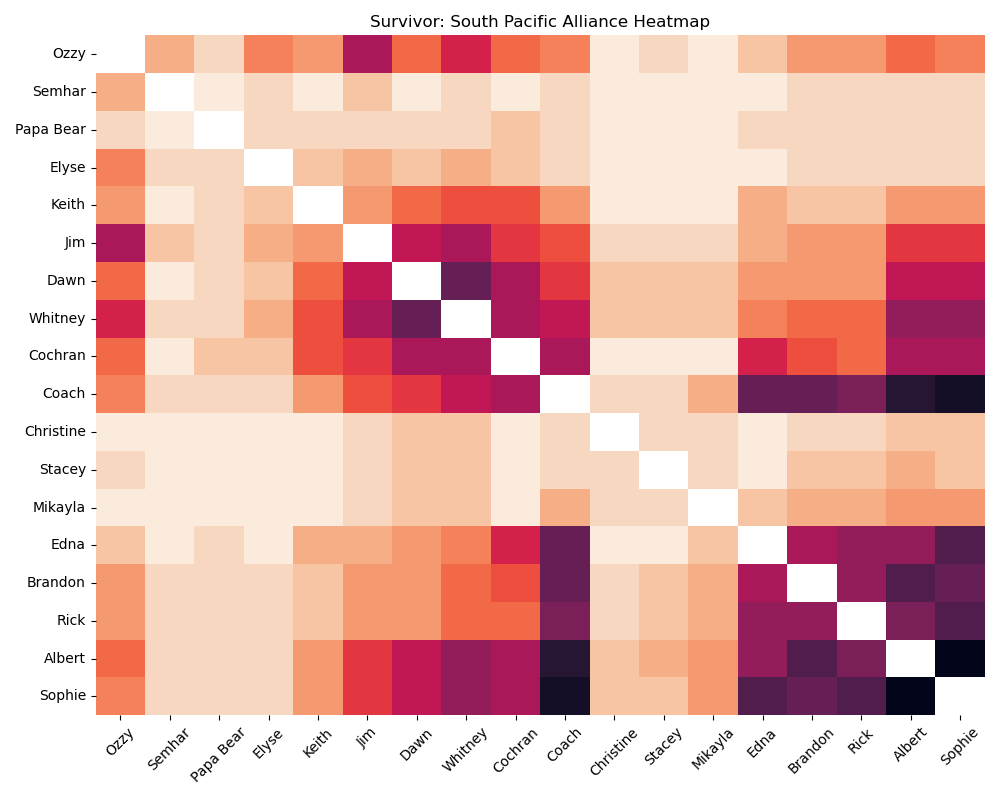 Survivor: South Pacific Alliance Heatmap
Ozzy
Semhar
Papa Bear
Elyse
Keith
Jim
Dawn
Whitney
Cochran
Coach
Christine
Stacey
Mikayla
Edna
Brandon
Rick
Albert
Sophie
Ozzy
Semhar
Papa Bear
Elyse
Keith
Jim
Dawn
Whitney
Cochran
Coach
Christine
Stacey
Mikayla
Edna
Brandon
Rick
Albert
Sophie